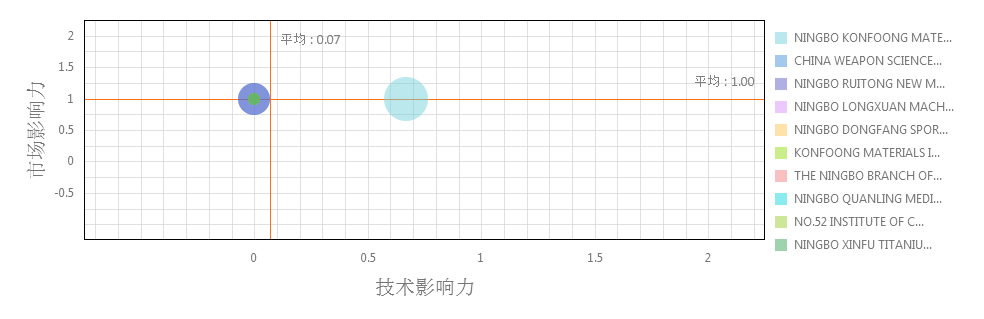 2
1.5
1
0.5
0
-0.5
市场影响力
平均 : 0.07
平均 : 1.00
0
0.5
1
1.5
2
技术影响力
NINGBO KONFOONG MATE...
CHINA WEAPON SCIENCE...
NINGBO RUITONG NEW M...
NINGBO LONGXUAN MACH...
NINGBO DONGFANG SPOR...
KONFOONG MATERIALS I...
THE NINGBO BRANCH OF...
NINGBO QUANLING MEDI...
NO.52 INSTITUTE OF C...
NINGBO XINFU TITANIU...